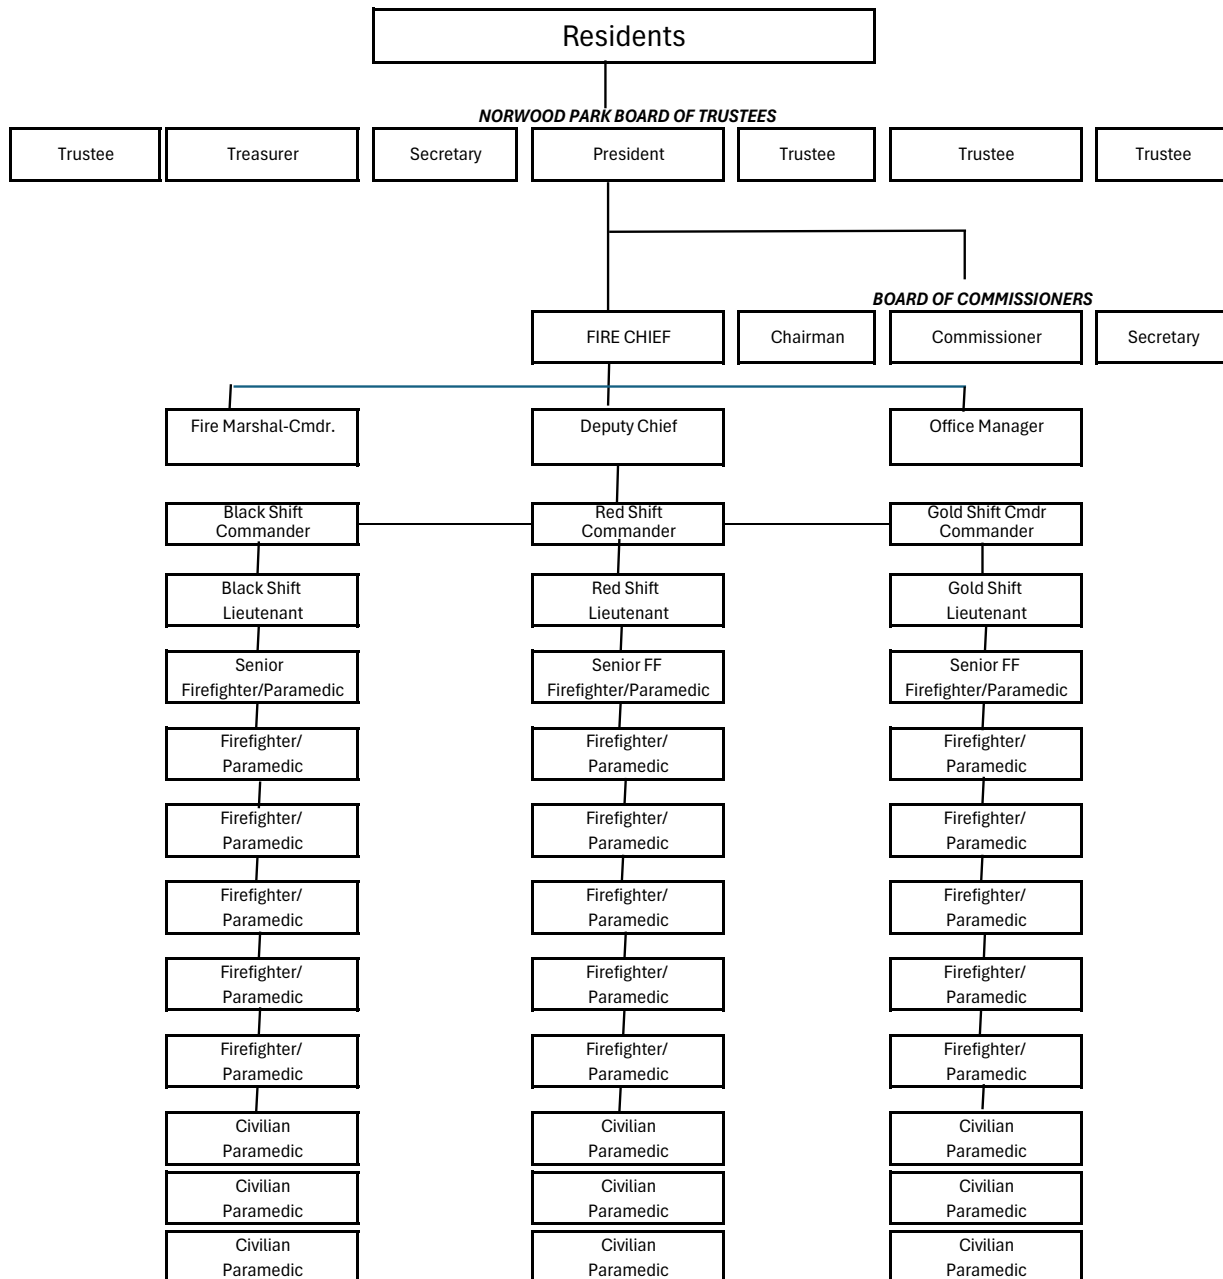 Residents
NORWOOD PARK BOARD OF TRUSTEES
Trustee
Treasurer
Secretary
President
Trustee
Trustee
Trustee
BOARD OF COMMISSIONERS
FIRE CHIEF
Chairman
Commissioner
Secretary
Fire Marshal-Cmdr.
Deputy Chief
Office Manager
Black Shift
Commander
Red Shift
Commander
Gold Shift Cmdr
Commander
Black Shift
Lieutenant
Red Shift
Lieutenant
Gold Shift
Lieutenant
Senior
Firefighter/Paramedic
Senior FF
Firefighter/Paramedic
Senior FF
Firefighter/Paramedic
Firefighter/
Paramedic
Firefighter/
Paramedic
Firefighter/
Paramedic
Firefighter/
Paramedic
Firefighter/
Paramedic
Firefighter/
Paramedic
Firefighter/
Paramedic
Firefighter/
Paramedic
Firefighter/
Paramedic
Firefighter/
Paramedic
Firefighter/
Paramedic
Firefighter/
Paramedic
Firefighter/
Paramedic
Firefighter/
Paramedic
Firefighter/
Paramedic
Civilian
Paramedic
Civilian
Paramedic
Civilian
Paramedic
Civilian
Paramedic
Civilian
Paramedic
Civilian
Paramedic
Civilian
Paramedic
Civilian
Paramedic
Civilian
Paramedic